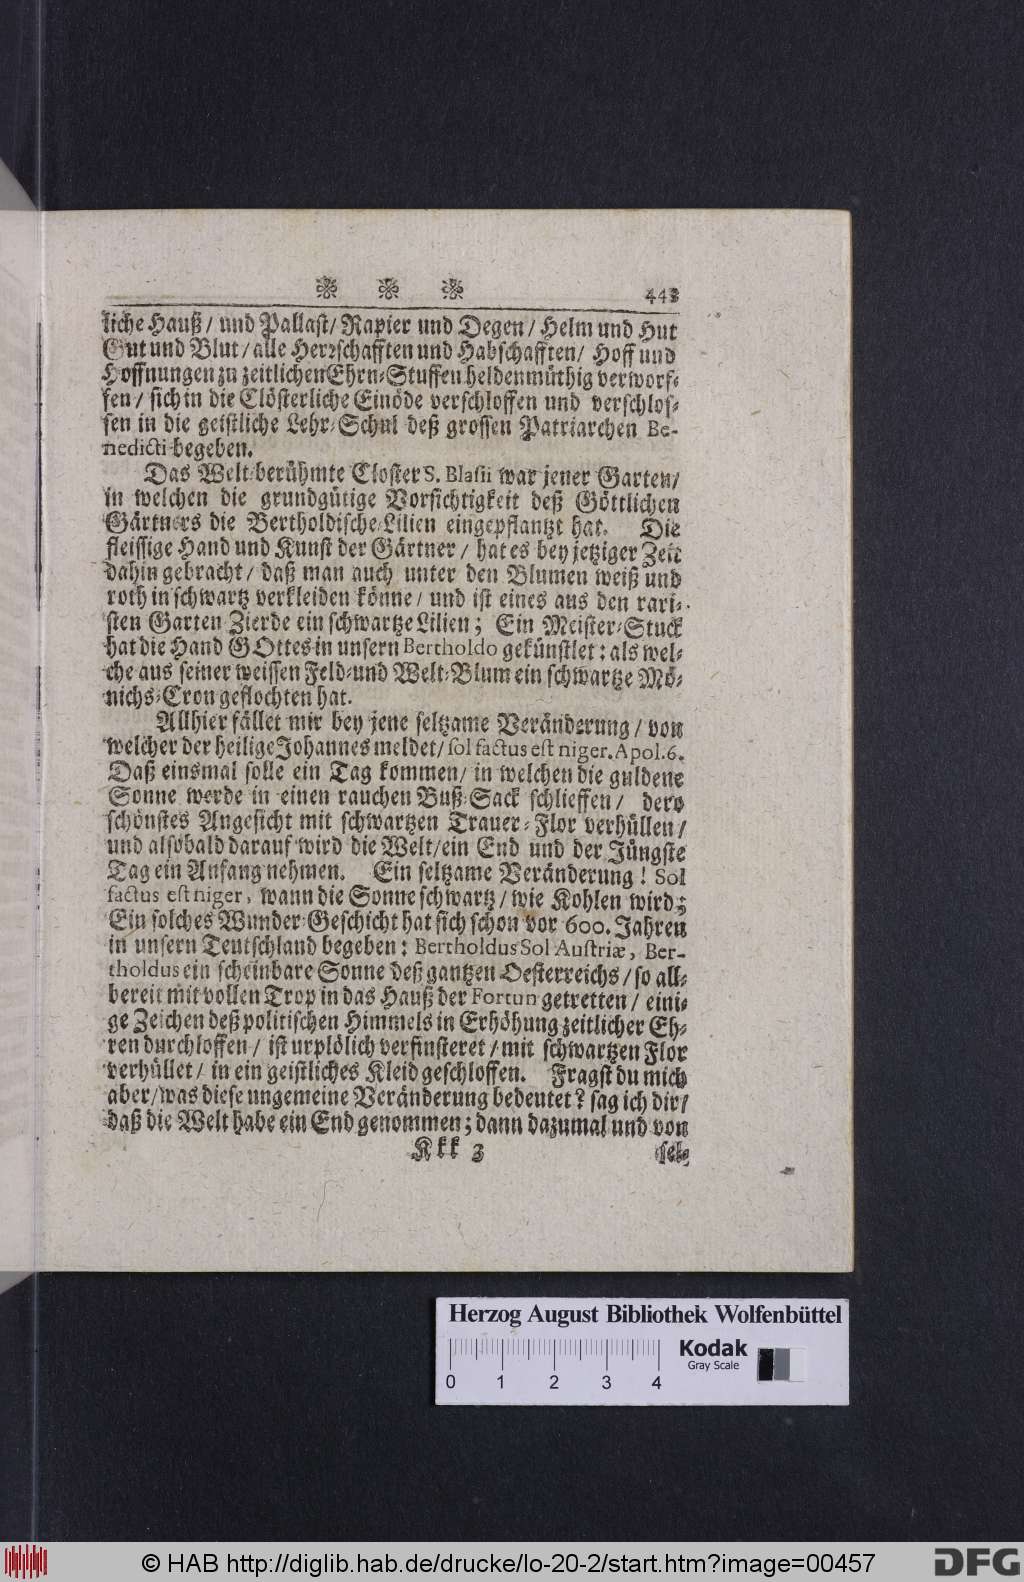 443
liche Hauß / und Pallast / Rapier und Degen / Helm und Hut
Gut und Blut / alle Herrschafften und Habschafften / Hoff und
Hoffnungen zu zeitlichen Ehrn-Stuffen heldenmüthig verworf-
fen / sich in die Clösterliche Einöde verschloffen und verschlos-
sen in die geistliche Lehr-Schul deß grossen Patriarchen Be-
nedicti begeben.
Das Welt-berühmte Closter S. Blasii war jener Garten /
in welchen die grundgütige Vorsichtigkeit deß Göttlichen
Gärtners die Bertholdische-Lilien eingepflantzt hat. Die
fleissige Hand und Kunst der Gärtner / hat es bey jetziger Zeit
dahin gebracht / daß man auch unter den Blumen weiß und
roth in schwartz verkleiden könne / und ist eines aus den rari-
sten Garten Zierde ein schwartze Lilien; Ein Meister-Stuck
hat die Hand GOttes in unsern Bertholdo gekünstlet: als wel-
che aus seiner weissen Feld-und Welt-Blum ein schwartze Mö-
nichs-Cron geflochten hat.
Allhier fället mir bey jene seltzame Veränderung / von
welcher der heilige Johannes meldet / sol factus est niger. Apol. 6.
Daß einsmal solle ein Tag kommen / in welchen die guldene
Sonne werde in einen rauchen Buß-Sack schlieffen / dero
schönstes Angesicht mit schwartzen Trauer-Flor verhüllen /
und alsobald darauf wird die Welt / ein End und der Jüngste
Tag ein Anfang nehmen. Ein seltzame Veränderung! Sol
factus est niger, wann die Sonne schwartz / wie Kohlen wird;
Ein solches Wunder-Geschicht hat sich schon vor 600. Jahren
in unsern Teutschland begeben: Bertholdus Sol Austriæ, Ber-
tholdus ein scheinbare Sonne deß gantzen Oesterreichs / so all-
bereit mit vollen Trop in das Hauß der Fortun getretten / eini-
ge Zeichen deß politischen Himmels in Erhöhung zeitlicher Eh-
ren durchloffen / ist urplölich verfinsteret / mit schwartzen Flor
verhüllet / in ein geistliches Kleid geschloffen. Fragst du mich
aber / was diese ungemeine Veränderung bedeutet? sag ich dir /
daß die Welt habe ein End genommen; dann dazumal und von
Kkk 3 sel-
Herzog August Bibliothek Wolfenbüttel
Kodak
Gray Scale
0 1 2 3 4
© HAB http://diglib.hab.de/drucke/lo-20-2/start.htm?image=00457
DFG